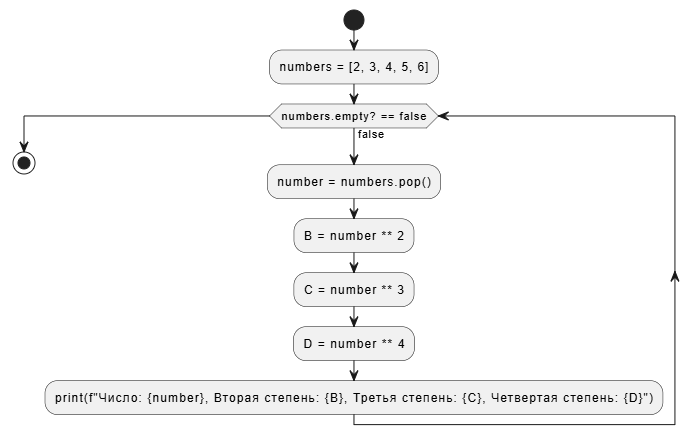 numbers = [2, 3, 4, 5, 6]
numbers.empty? == false
false
number = numbers.pop()
B = number ** 2
C = number ** 3
D = number ** 4
print(f"Число: {number}, Вторая степень: {B}, Третья степень: {C}, Четвертая степень: {D}")